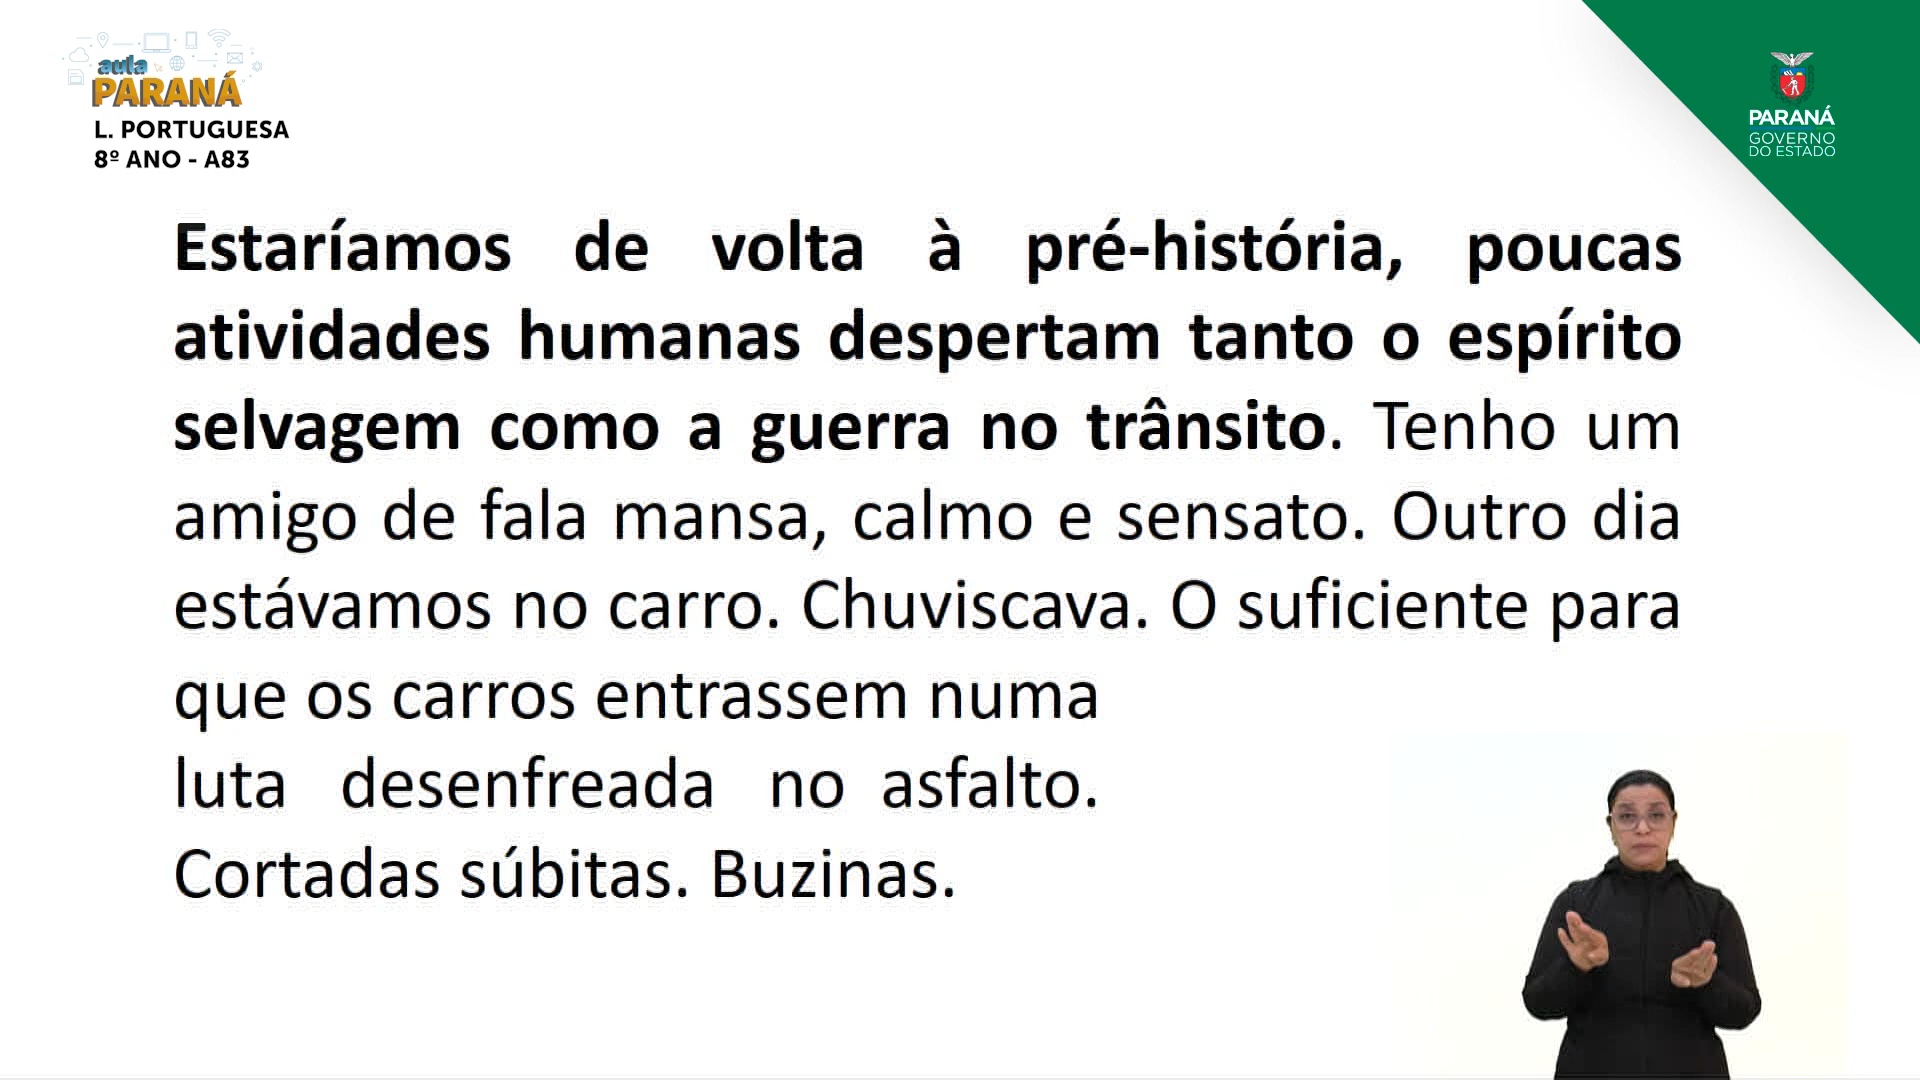 aula
PARANÁ
L. PORTUGUESA
8º ANO - A83
PARANÁ
GOVERNO
DO ESTADO
Estaríamos de volta à pré-históría, poucas
atividades humanas despertam tanto o espírito
selvagem como a guerra no trânsito. Tenho um
amigo de fala mansa, calmo e sensato. Outro dia
estávamos no carro. Chuviscava. O suficiente para
que os carros entrassem numa
luta desenfreada no asfalto.
Cortadas súbitas. Buzinas.